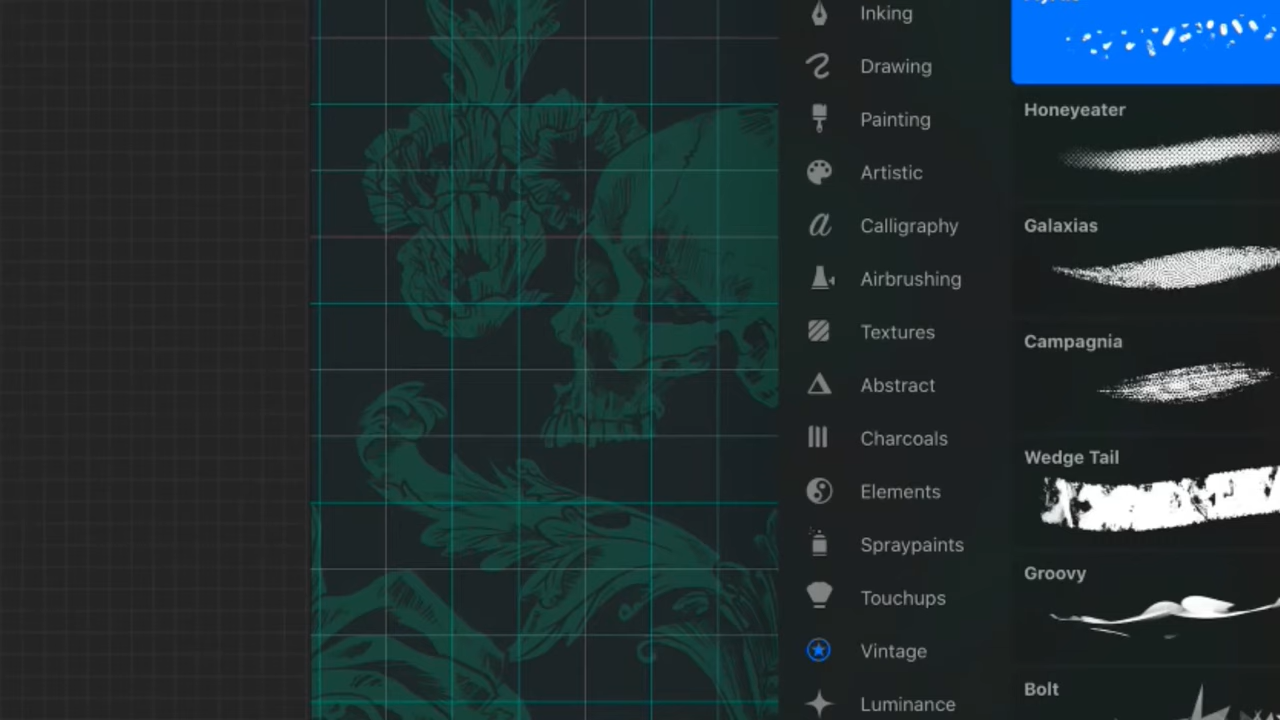 Inking
Drawing
Painting
Artistic
Calligraphy
Airbrushing
Textures
Abstract
Charcoals
Elements
Spraypaints
Touchups
Vintage
Luminance
Honeyeater
Galaxias
Campagnia
Wedge Tail
Groovy
Bolt